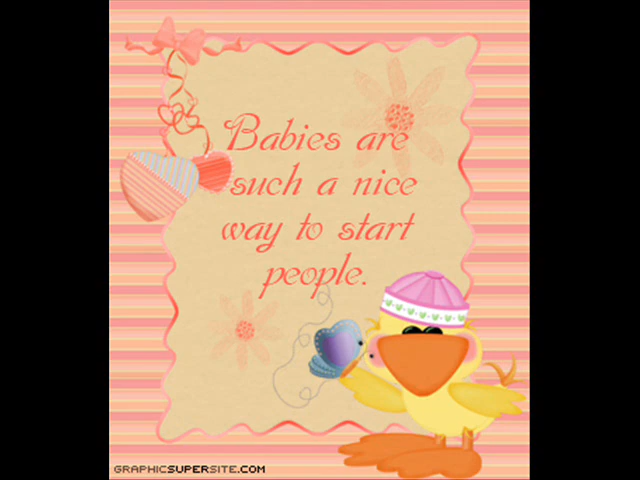 Babies are
such a nice
way to start
people.
GRAPHICSUPERSITE.COM